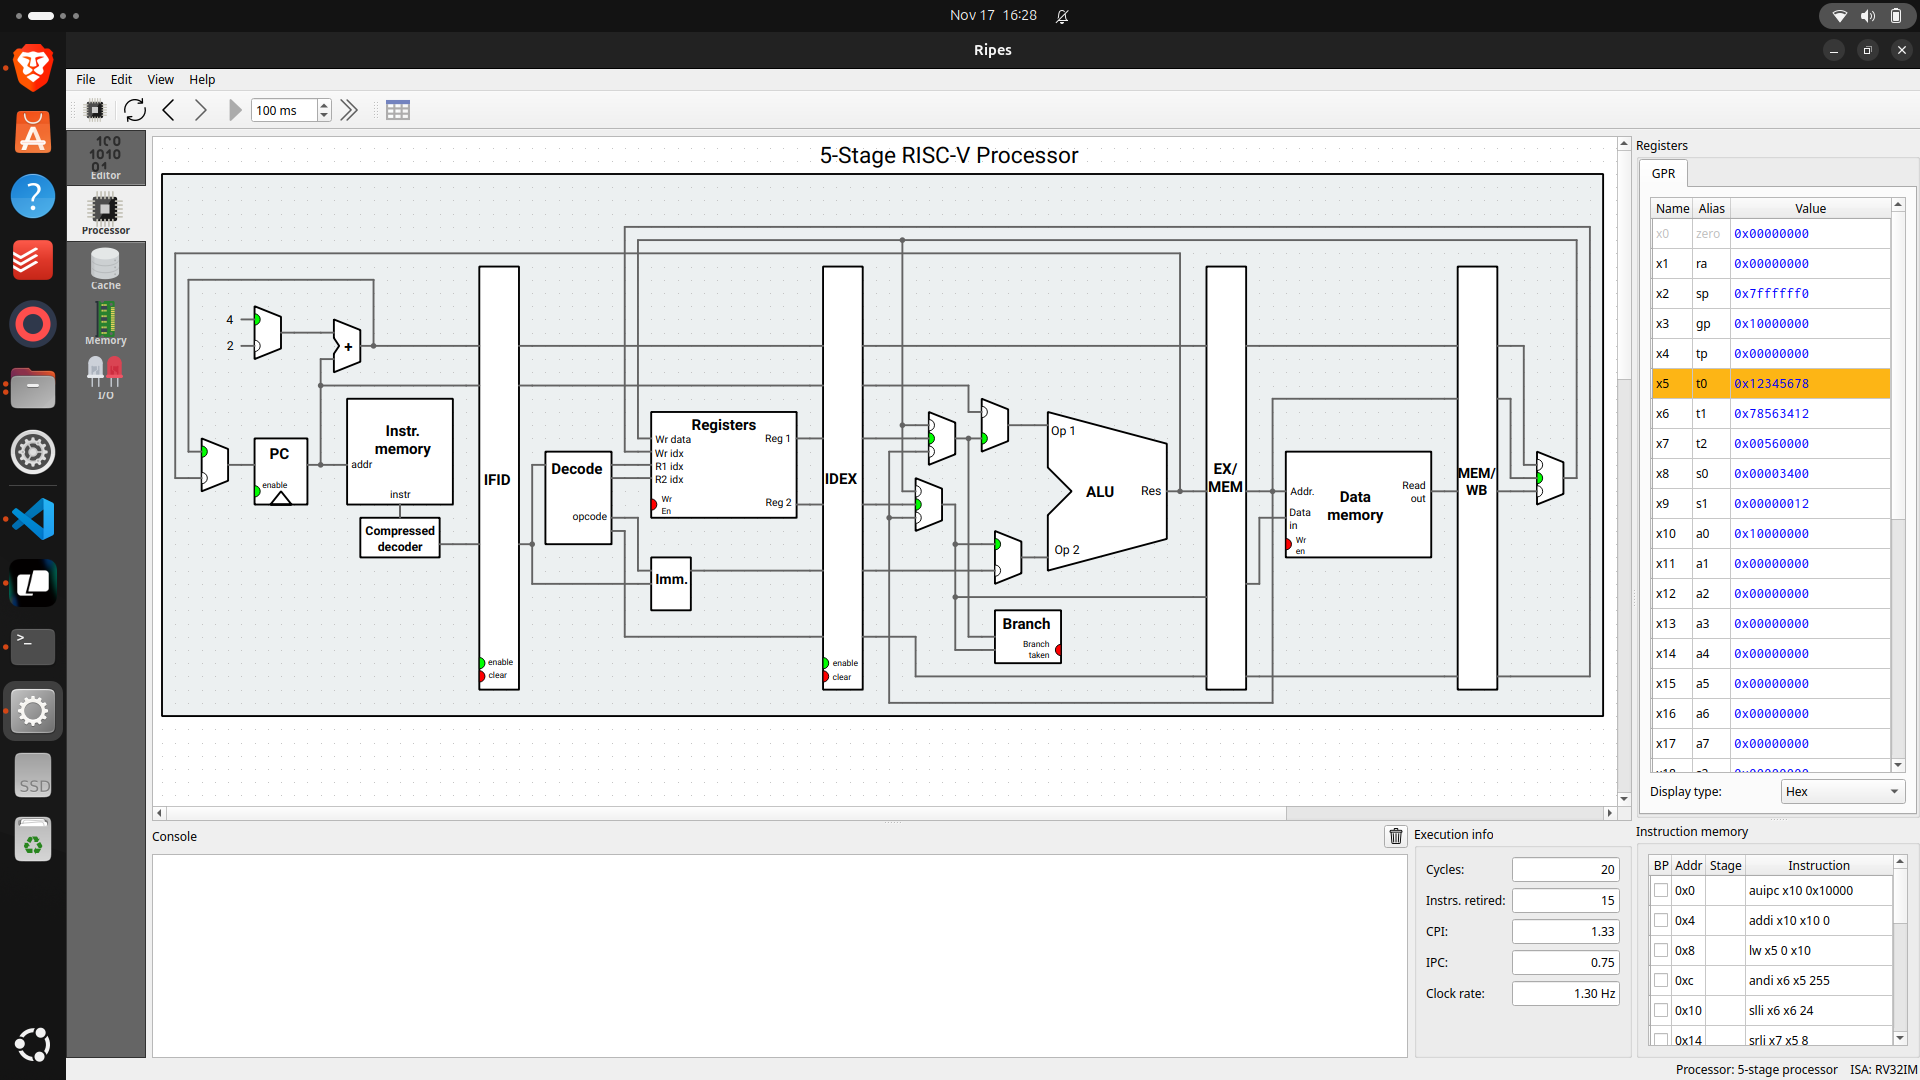 Nov 17 16:28
Ripes
File Edit View Help
100 ms
Editor
Processor
Cache
Memory
I/O
5-Stage RISC-V Processor
4
2
+
PC
enable
Instr.
memory
addr
instr
Compressed
decoder
IFID
enable
clear
Decode
opcode
Registers
Wr data
Wr idx
R1 idx
R2 idx
Wr
En
Reg 1
Reg 2
Imm.
IDEX
enable
clear
Op 1
ALU
Res
Op 2
Branch
Branch
taken
EX/
MEM
Addr.
Data
in
Wr
en
Data
memory
Read
out
MEM/
WB
Registers
GPR
Name Alias Value
x0 zero 0x00000000
x1 ra 0x00000000
x2 sp 0x7ffffff0
x3 gp 0x10000000
x4 tp 0x00000000
x5 t0 0x12345678
x6 t1 0x78563412
x7 t2 0x00560000
x8 s0 0x00003400
x9 s1 0x00000012
x10 a0 0x10000000
x11 a1 0x00000000
x12 a2 0x00000000
x13 a3 0x00000000
x14 a4 0x00000000
x15 a5 0x00000000
x16 a6 0x00000000
x17 a7 0x00000000
Display type: Hex
Console
Execution info
Cycles: 20
Instrs. retired: 15
CPI: 1.33
IPC: 0.75
Clock rate: 1.30 Hz
Instruction memory
BP Addr Stage Instruction
0x0 auipc x10 0x10000
0x4 addi x10 x10 0
0x8 lw x5 0 x10
0xc andi x6 x5 255
0x10 slli x6 x6 24
0x14 srli x7 x5 8
Processor: 5-stage processor ISA: RV32IM
SSD